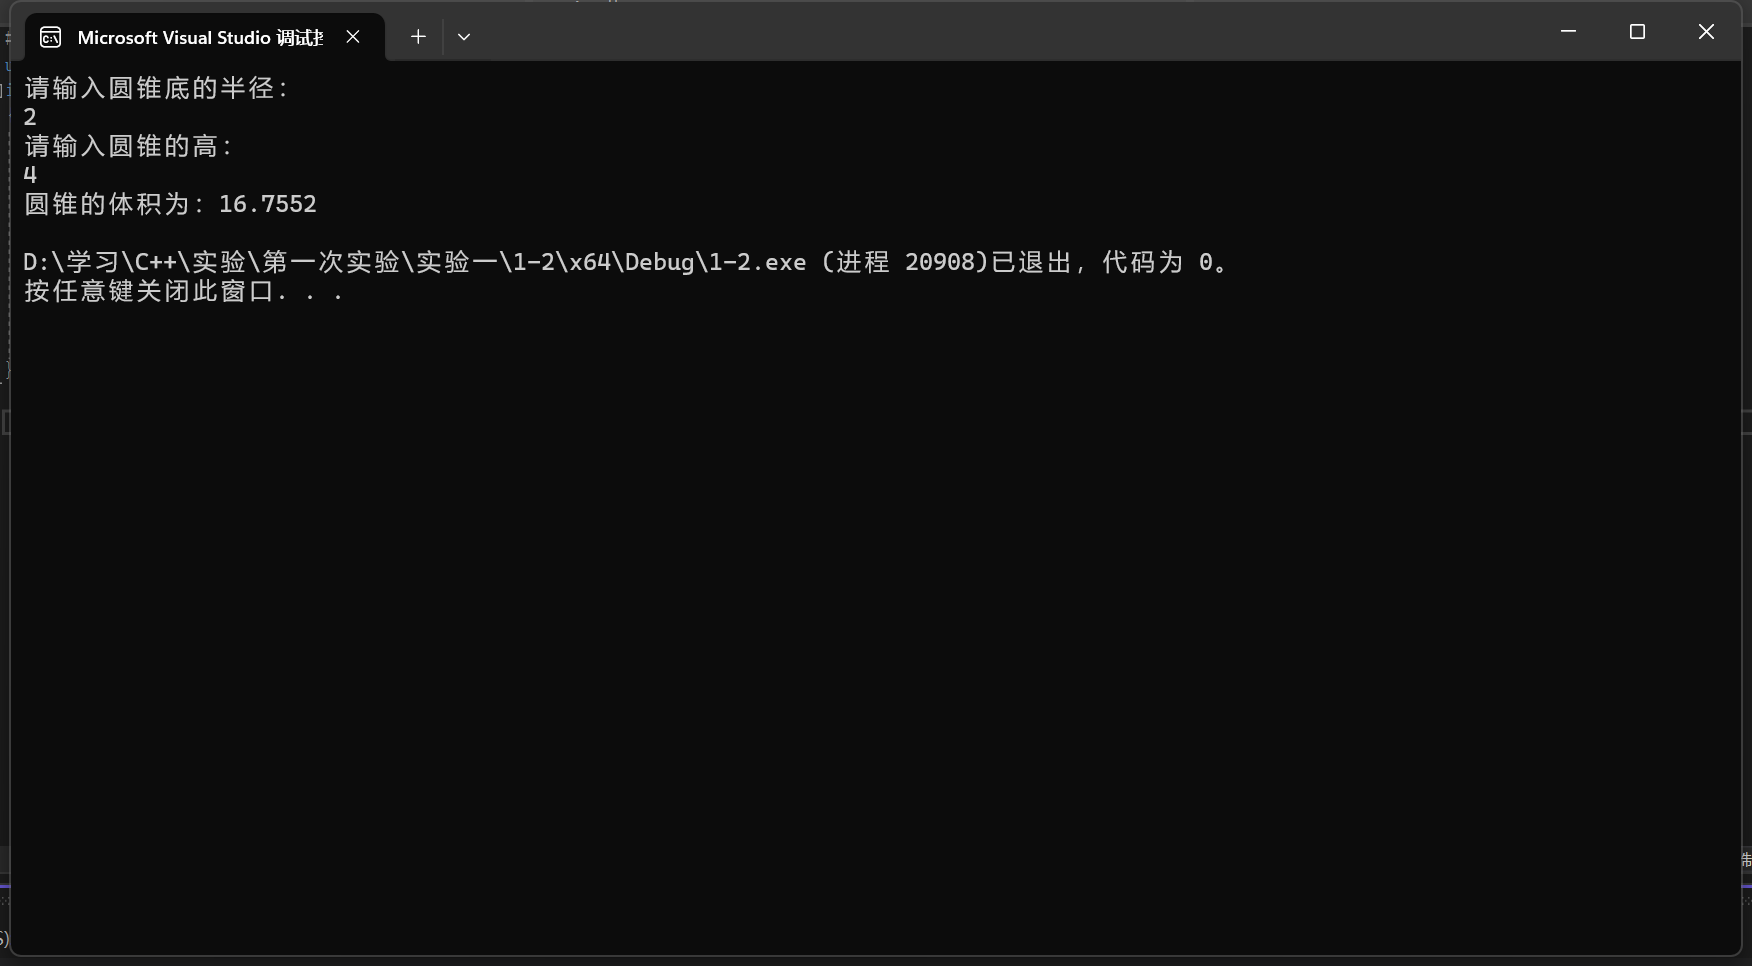 Microsoft Visual Studio 调试
请输入圆锥底的半径：
2
请输入圆锥的高：
4
圆锥的体积为：16.7552
D:\学习\C++\实验\第一次实验\实验一\1-2\x64\Debug\1-2.exe (进程 20908)已退出，代码为 0。
按任意键关闭此窗口. . .